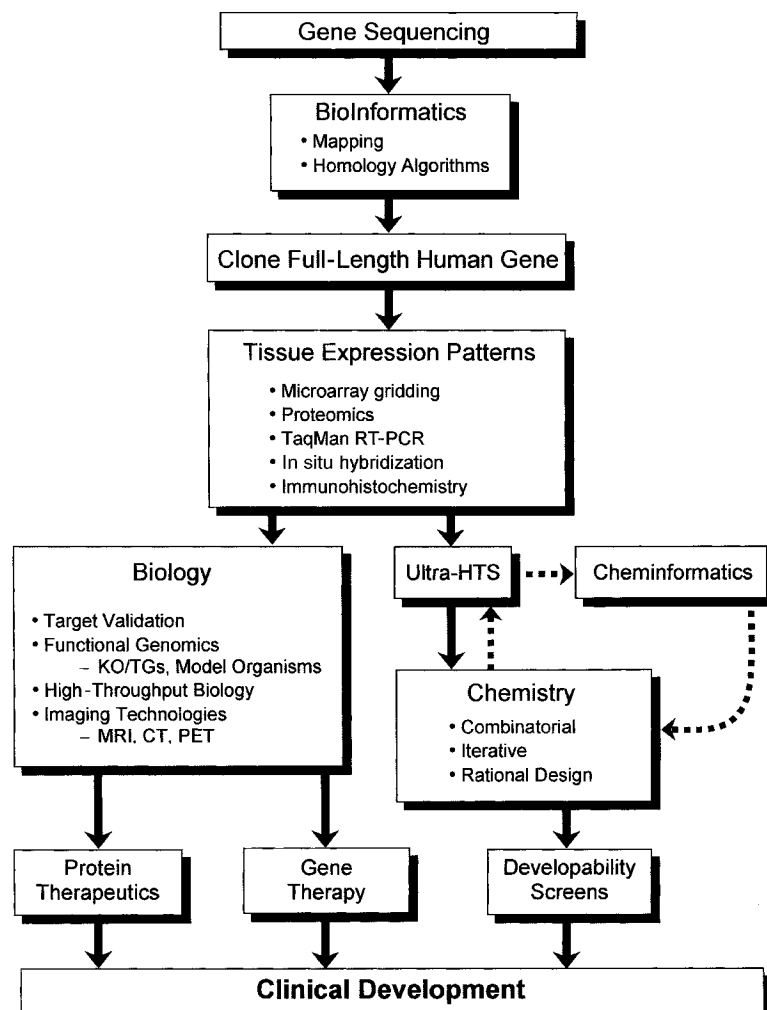 Gene Sequencing
BioInformatics
• Mapping
• Homology Algorithms
Clone Full-Length Human Gene
Tissue Expression Patterns
• Microarray gridding
• Proteomics
• TaqMan RT-PCR
• In situ hybridization
• Immunohistochemistry
Biology
• Target Validation
• Functional Genomics
– KO/TGs, Model Organisms
• High-Throughput Biology
• Imaging Technologies
– MRI, CT, PET
Ultra-HTS
Cheminformatics
Chemistry
• Combinatorial
• Iterative
• Rational Design
Protein
Therapeutics
Gene
Therapy
Developability
Screens
Clinical Development